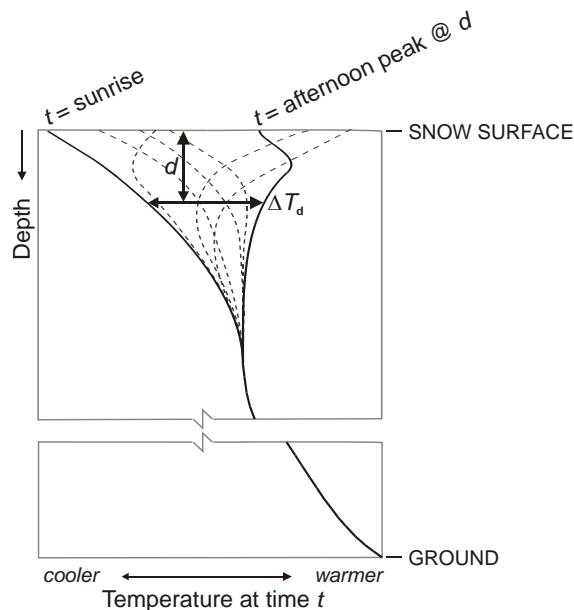 t = sunrise
t = afternoon peak @ d
SNOW SURFACE
Depth
d
ΔTd
GROUND
cooler
warmer
Temperature at time t